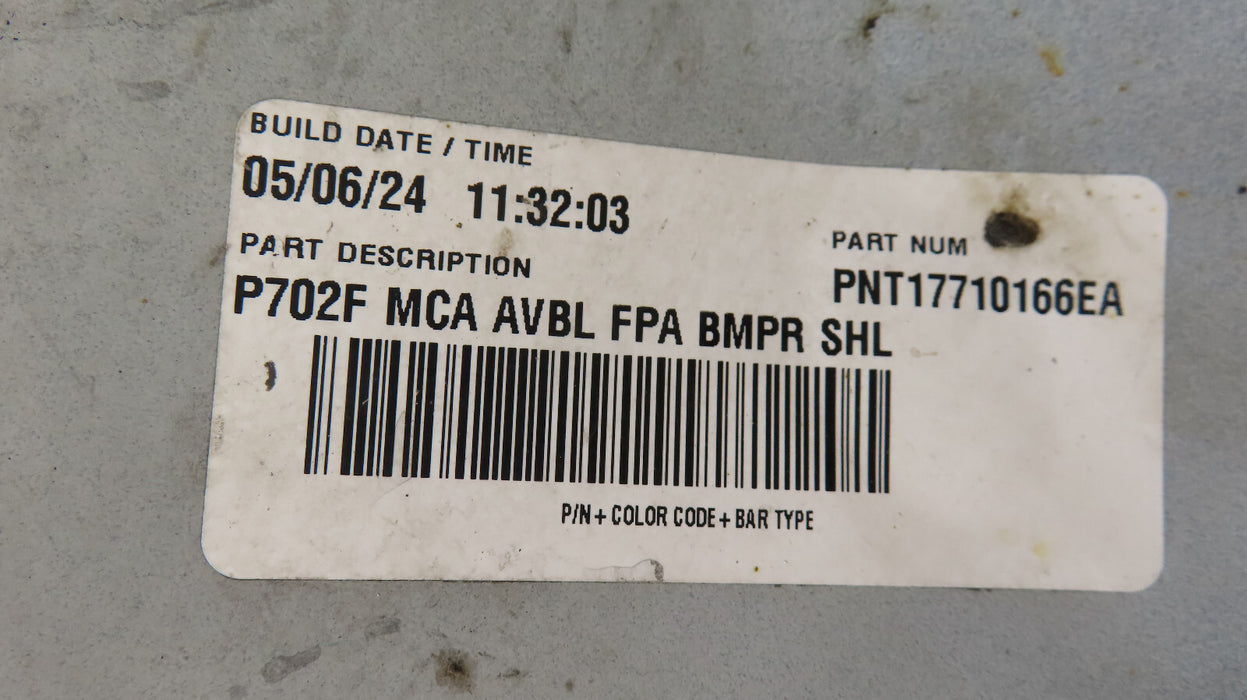 BUILD DATE / TIME
05/06/24 11:32:03
PART DESCRIPTION
PART NUM
P702F MCA AVBL FPA BMPR SHL
PNT17710166EA
P/N + COLOR CODE + BAR TYPE